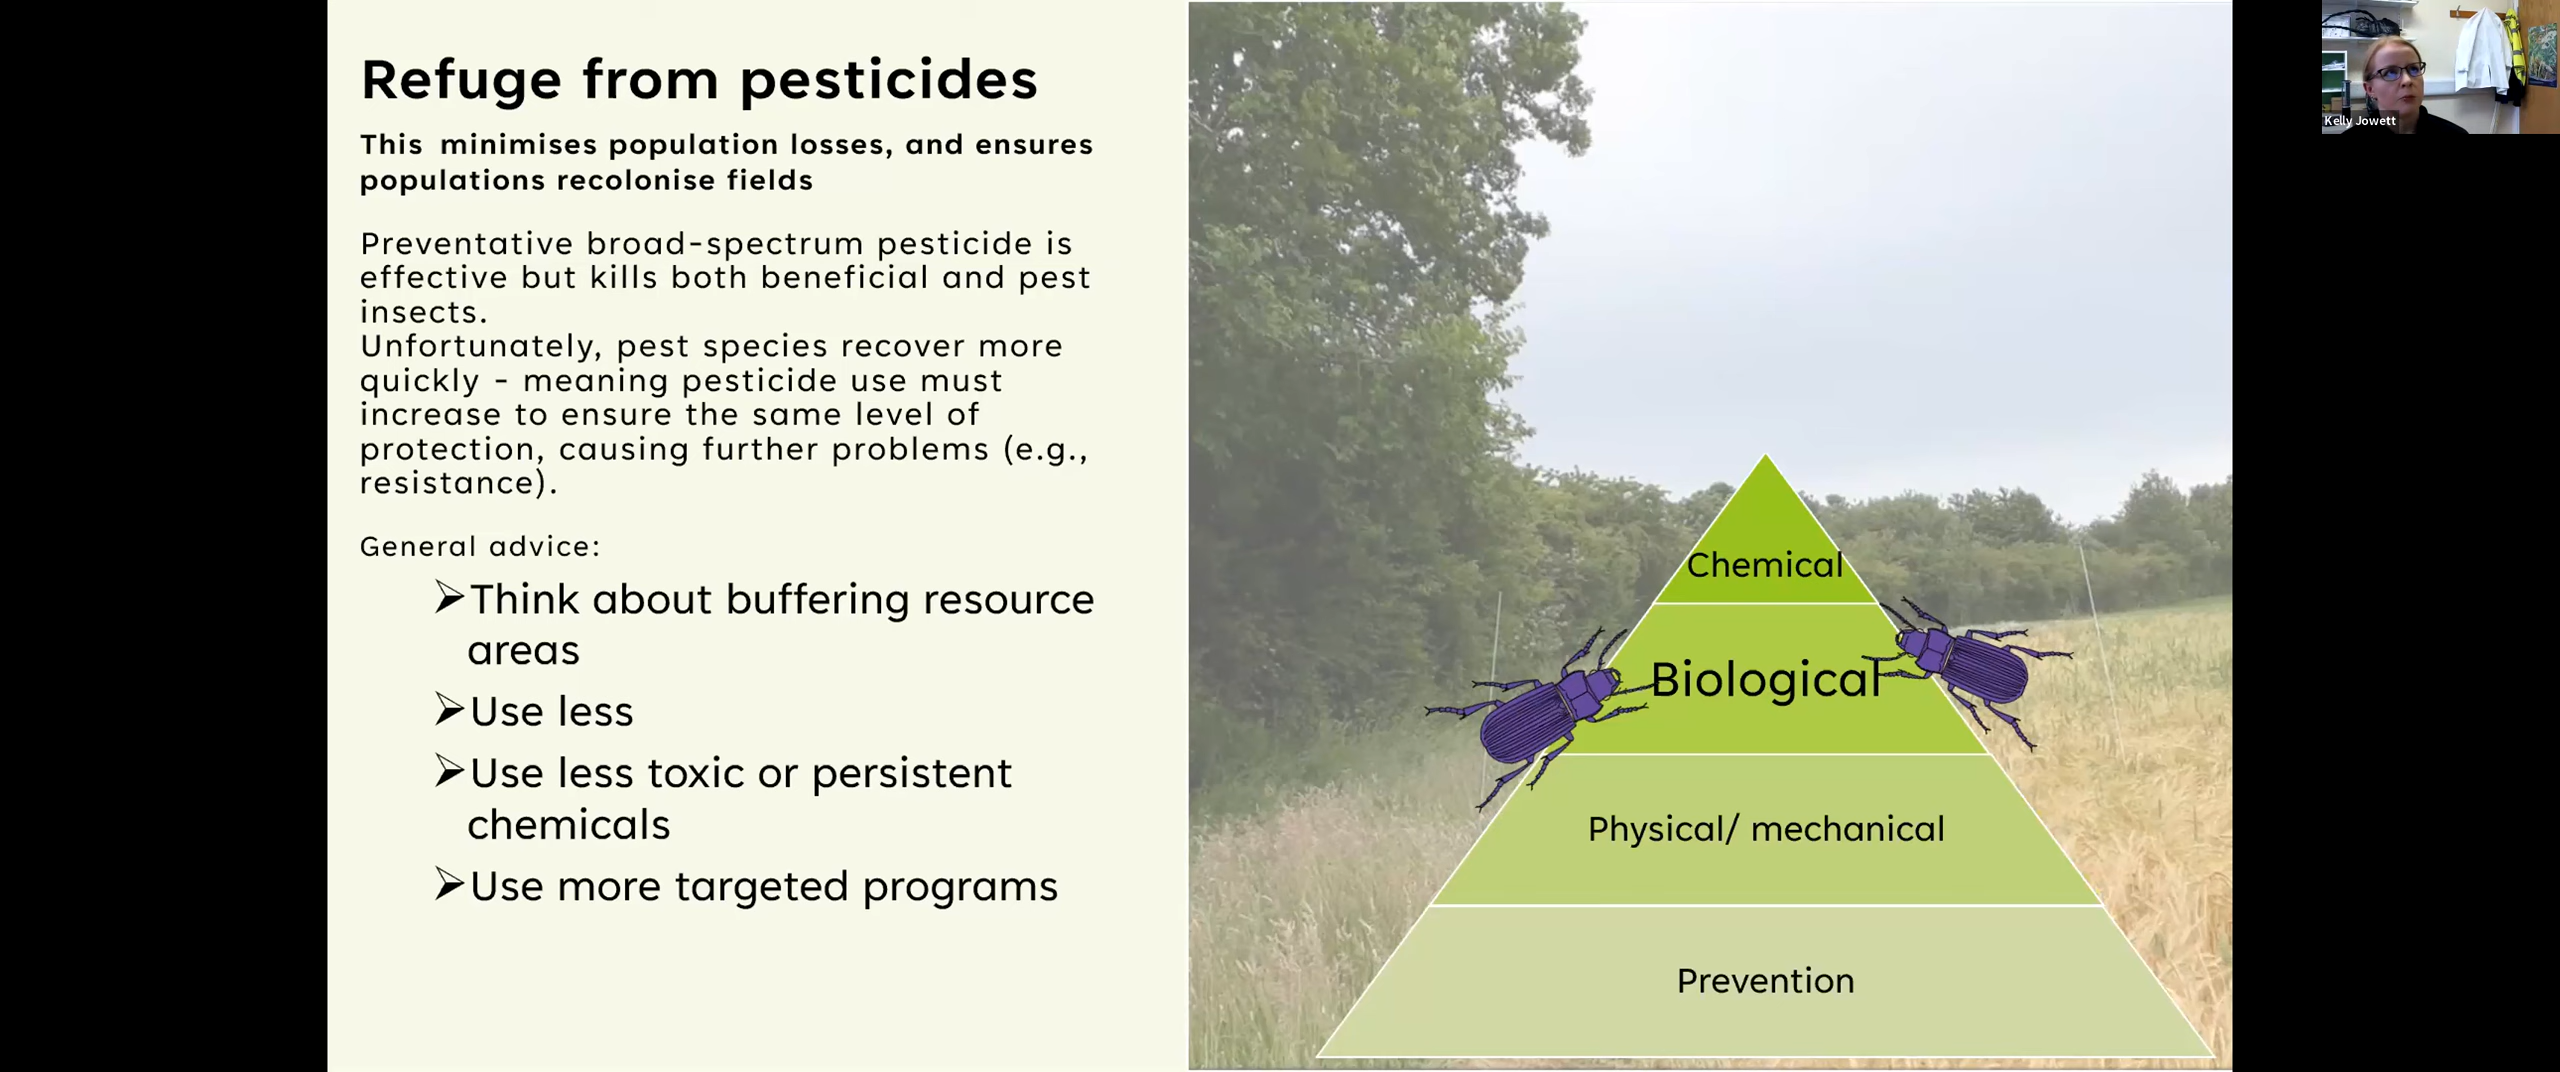 Refuge from pesticides
This minimises population losses, and ensures
populations recolonise fields
Preventative broad-spectrum pesticide is
effective but kills both beneficial and pest
insects.
Unfortunately, pest species recover more
quickly - meaning pesticide use must
increase to ensure the same level of
protection, causing further problems (e.g.,
resistance).
General advice:
➢Think about buffering resource
areas
➢Use less
➢Use less toxic or persistent
chemicals
➢Use more targeted programs
Chemical
Biological
Physical/ mechanical
Prevention
Kelly Jowett